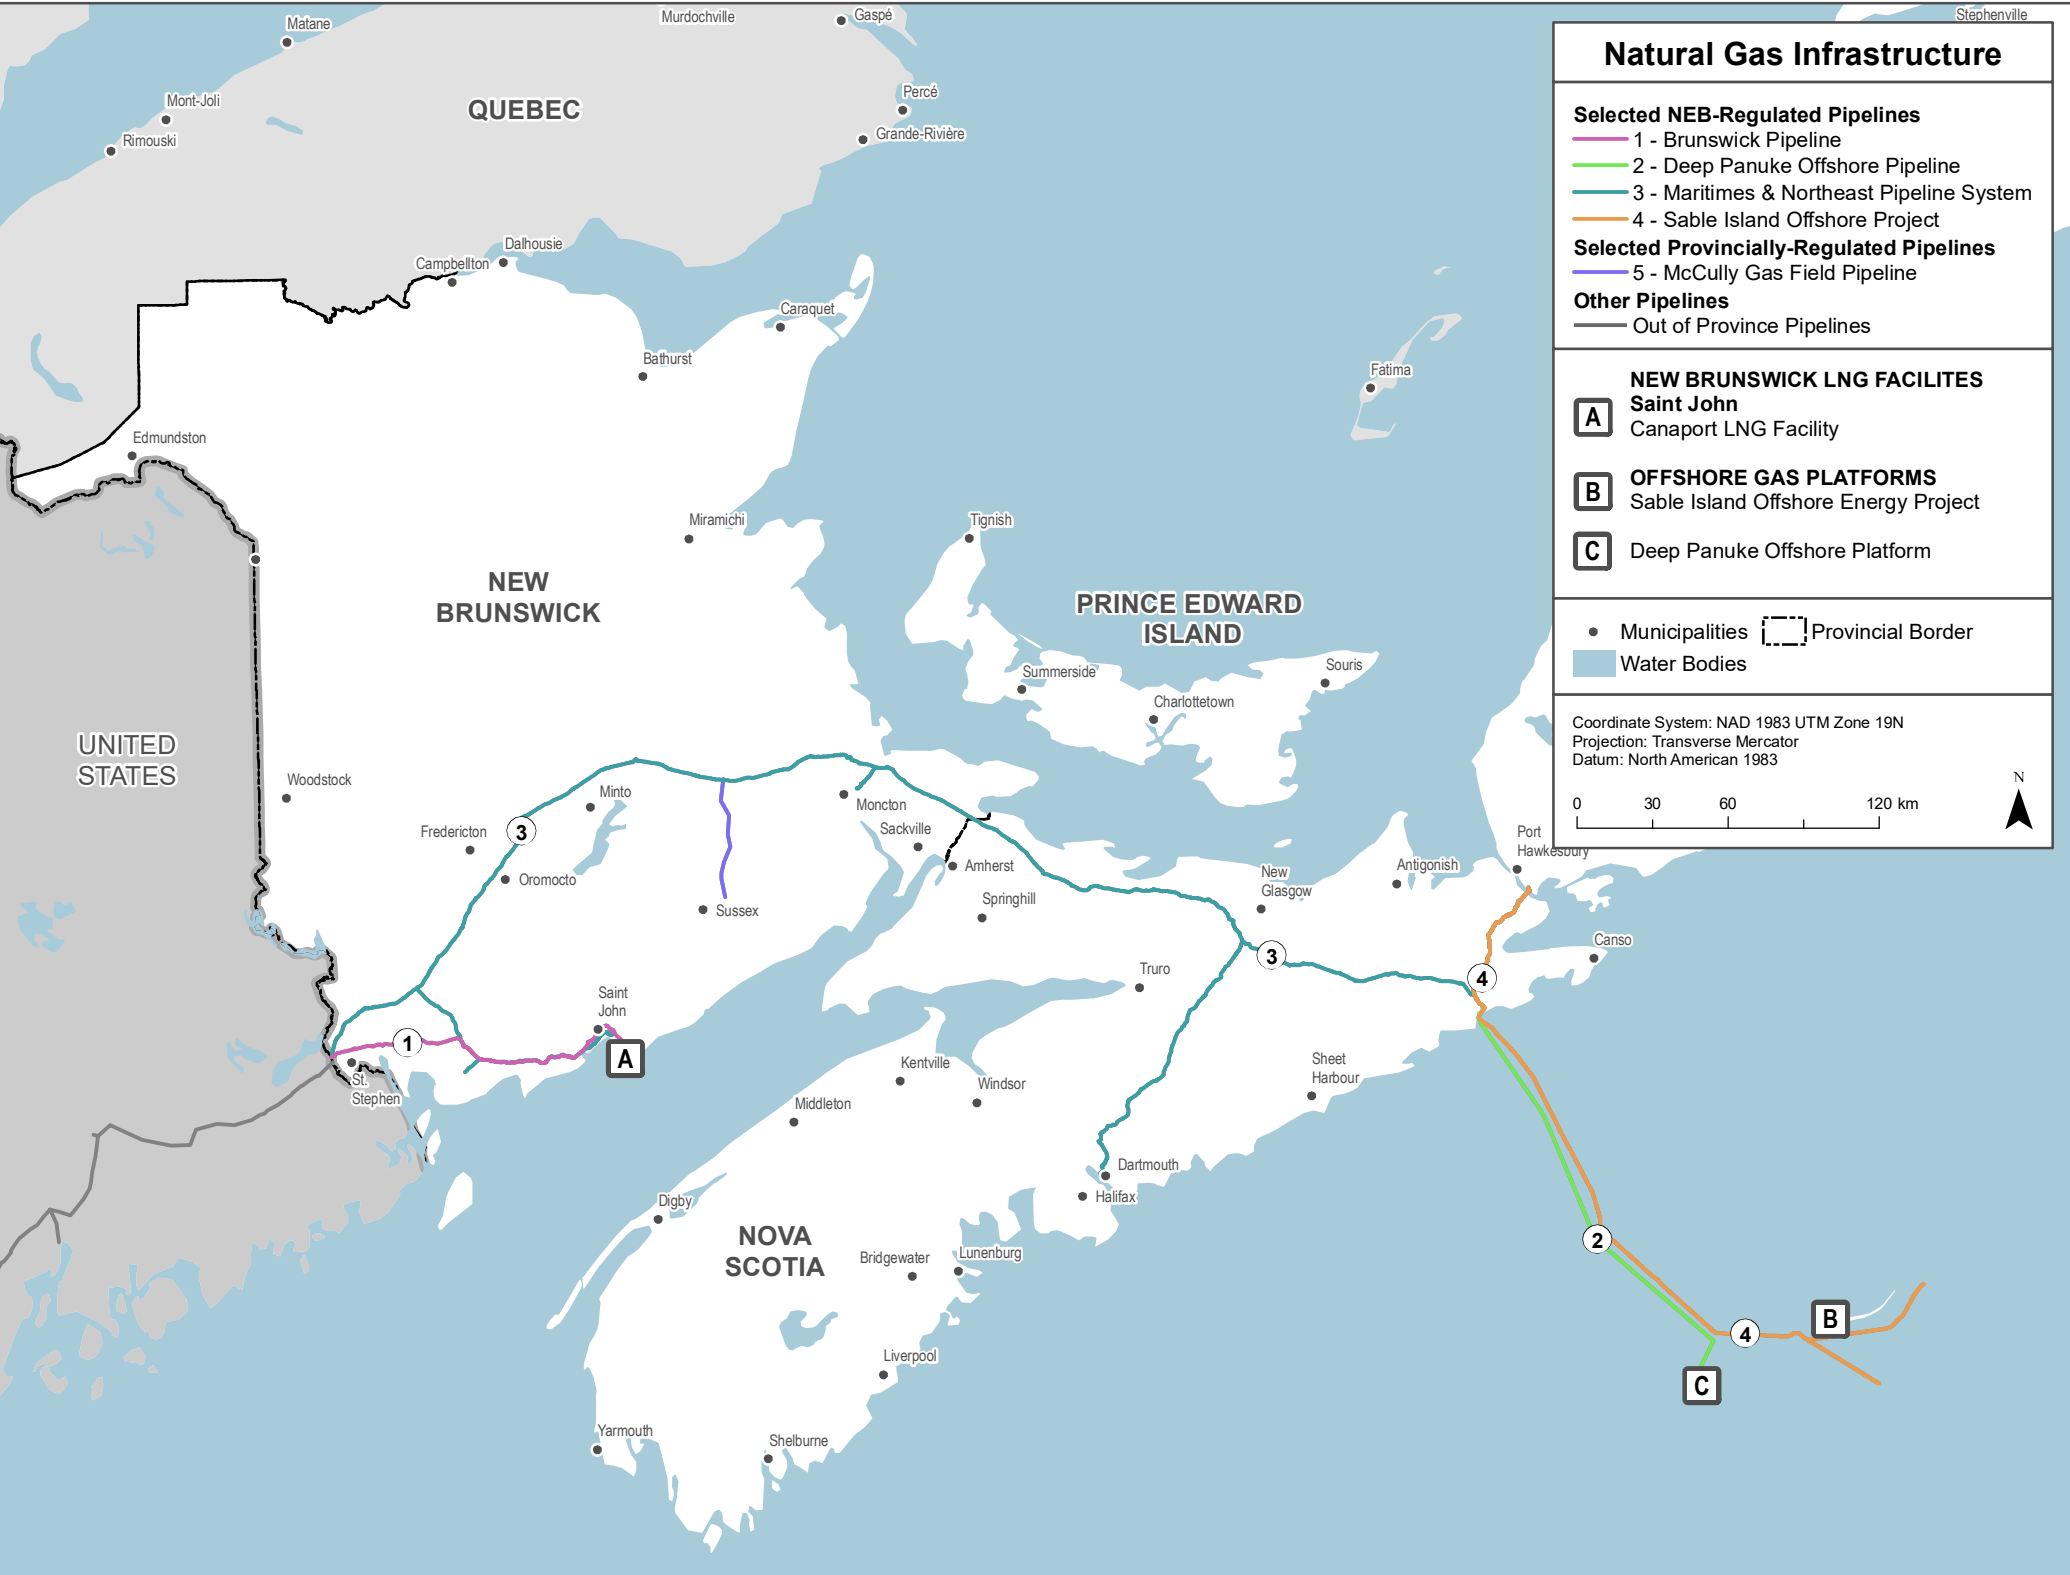 Murdochville
Gaspé
Stephenville
Matane
Mont-Joli
Rimouski
QUEBEC
Percé
Grande-Rivière
Dalhousie
Campbellton
Caraquet
Bathurst
Fatima
Edmundston
Miramichi
Tignish
NEW
BRUNSWICK
PRINCE EDWARD
ISLAND
Summerside
Souris
Charlottetown
UNITED
STATES
Woodstock
Minto
Moncton
Fredericton
3
Sackville
Oromocto
Amherst
Sussex
Springhill
New
Glasgow
Antigonish
Port
Hawkesbury
Canso
3
4
Truro
Saint
John
1
A
St.
Stephen
Kentville
Windsor
Middleton
Sheet
Harbour
Dartmouth
Halifax
Digby
NOVA
SCOTIA
Bridgewater
Lunenburg
2
4
B
C
Liverpool
Yarmouth
Shelburne
Natural Gas Infrastructure
Selected NEB-Regulated Pipelines
1 - Brunswick Pipeline
2 - Deep Panuke Offshore Pipeline
3 - Maritimes & Northeast Pipeline System
4 - Sable Island Offshore Project
Selected Provincially-Regulated Pipelines
5 - McCully Gas Field Pipeline
Other Pipelines
Out of Province Pipelines
NEW BRUNSWICK LNG FACILITES
A Saint John
Canaport LNG Facility
OFFSHORE GAS PLATFORMS
B Sable Island Offshore Energy Project
C Deep Panuke Offshore Platform
Municipalities Provincial Border
Water Bodies
Coordinate System: NAD 1983 UTM Zone 19N
Projection: Transverse Mercator
Datum: North American 1983
N
0 30 60 120 km